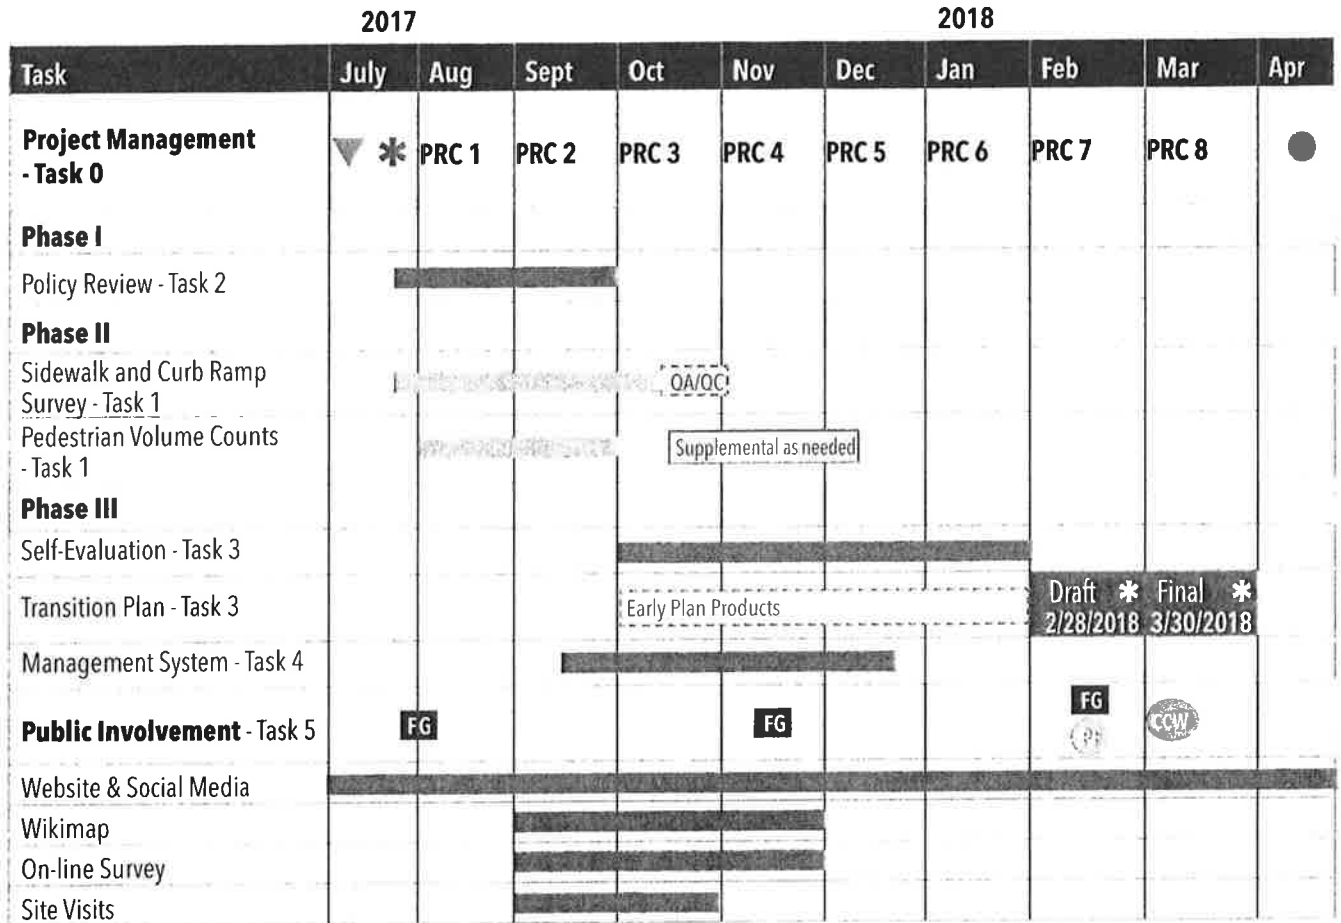 2017 2018
Task July Aug Sept Oct Nov Dec Jan Feb Mar Apr
Project Management
- Task 0
* PRC 1 PRC 2 PRC 3 PRC 4 PRC 5 PRC 6 PRC 7 PRC 8
Phase I
Policy Review - Task 2
Phase II
Sidewalk and Curb Ramp
Survey - Task 1
QA/QC
Pedestrian Volume Counts
- Task 1
Supplemental as needed
Phase III
Self-Evaluation - Task 3
Transition Plan - Task 3
Early Plan Products
Draft * Final *
2/28/2018 3/30/2018
Management System - Task 4
Public Involvement - Task 5
FG FG FG
CCW
Website & Social Media
Wikimap
On-line Survey
Site Visits